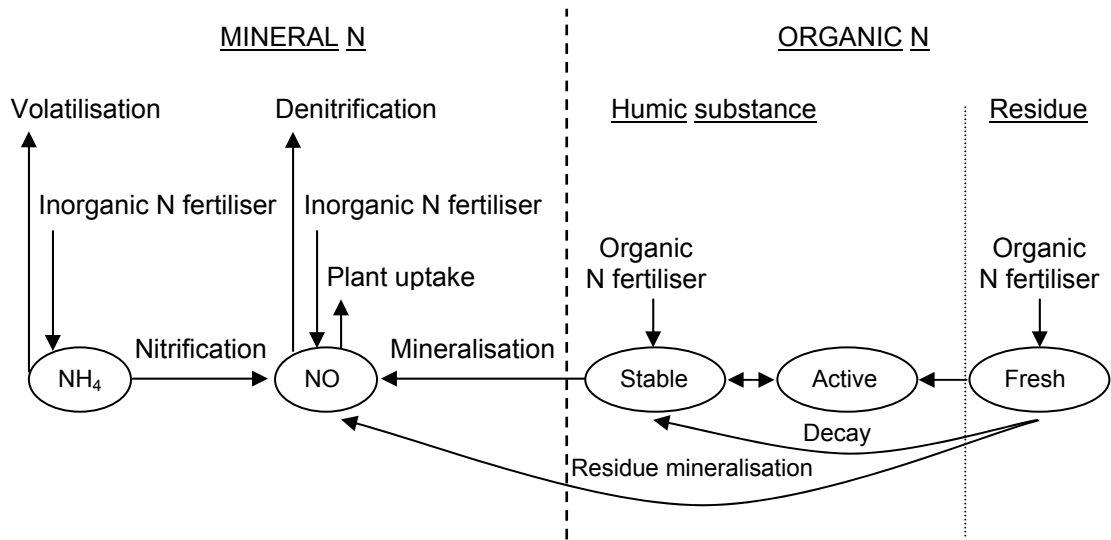 MINERAL N
ORGANIC N
Volatilisation
Denitrification
Humic substance
Residue
Inorganic N fertiliser
Inorganic N fertiliser
Organic
N fertiliser
Organic
N fertiliser
Plant uptake
Nitrification
Mineralisation
NH₄
NO
Stable
Active
Fresh
Decay
Residue mineralisation